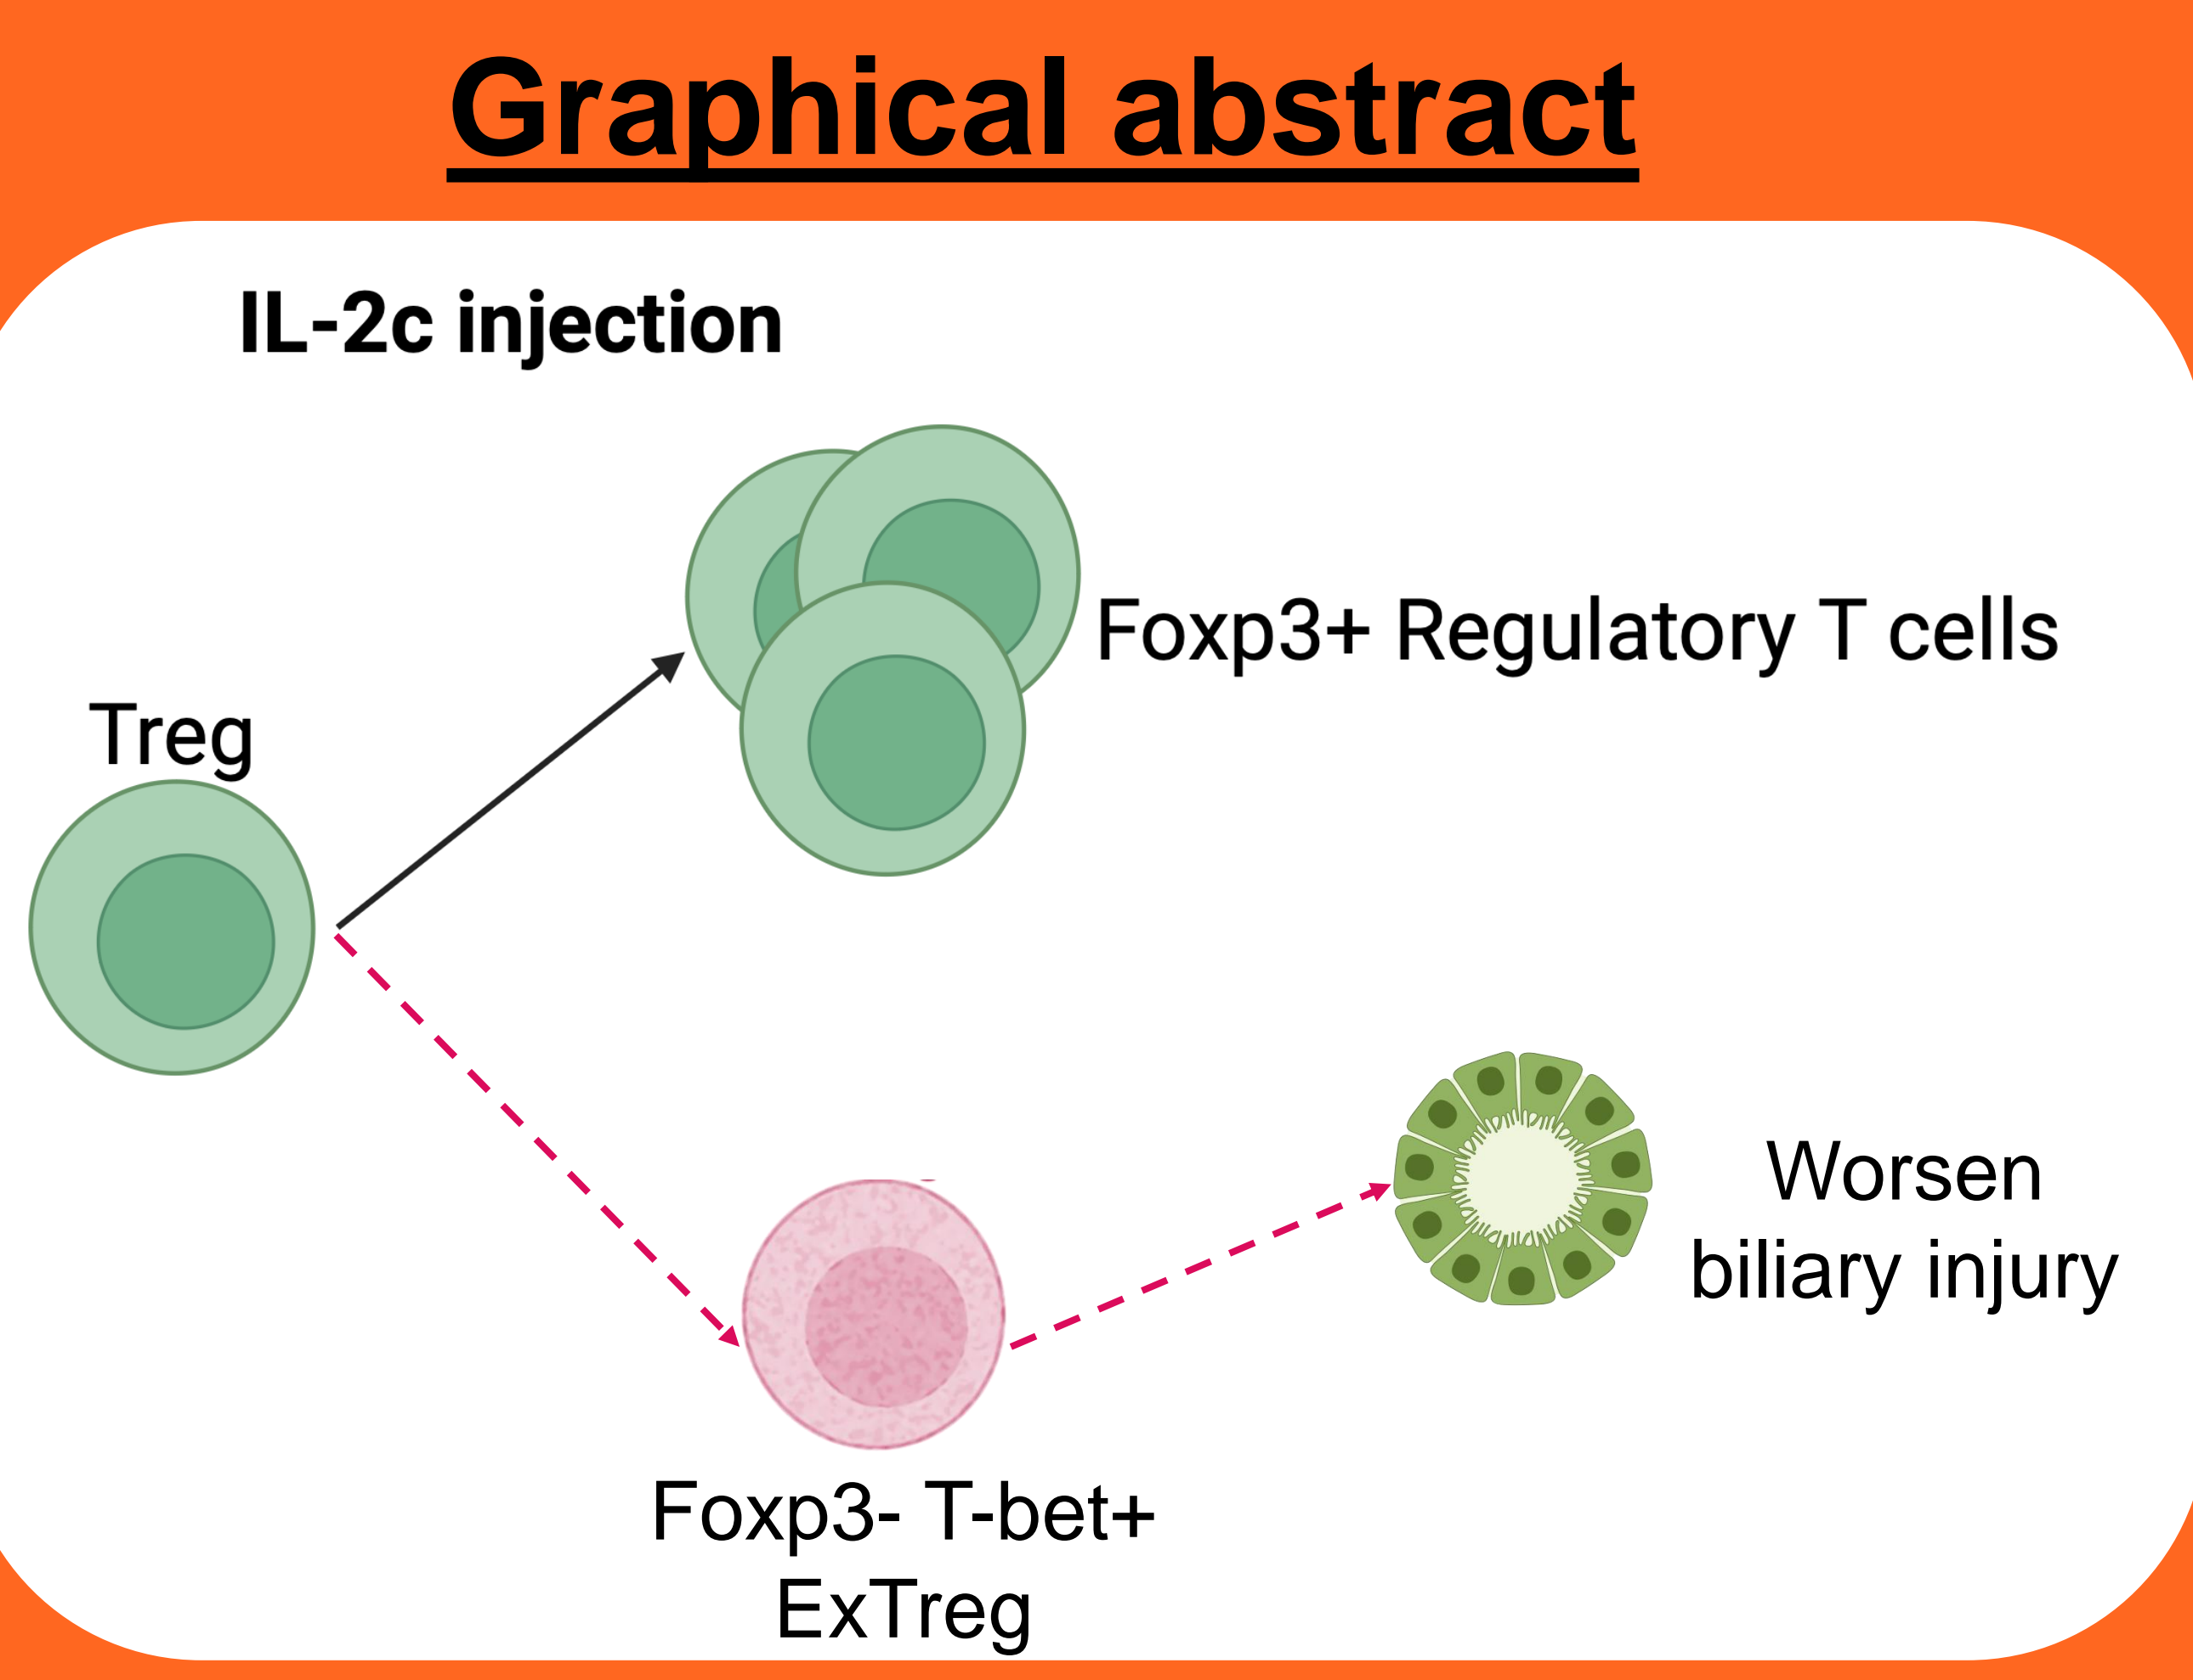 Graphical abstract
IL-2c injection
Foxp3+ Regulatory T cells
Treg
Worsen
biliary injury
Foxp3- T-bet+
ExTreg